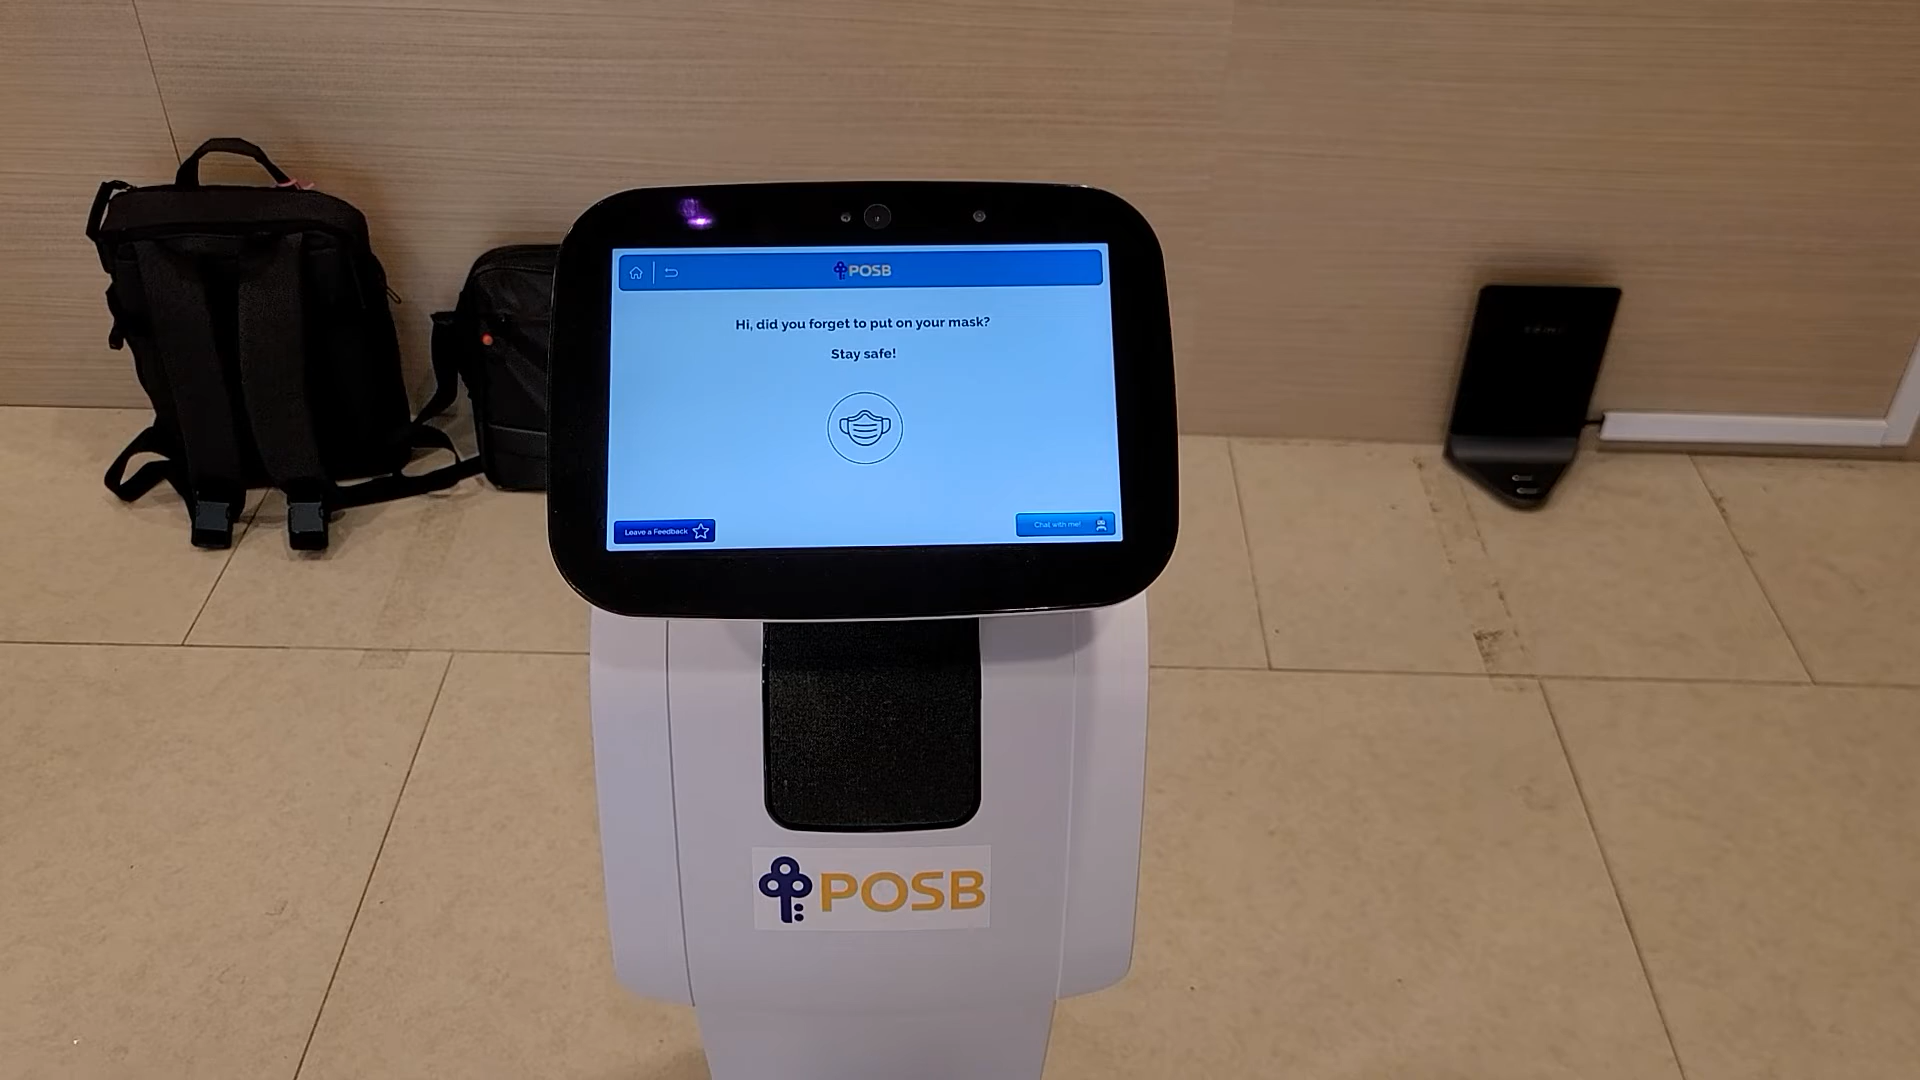 POSB
Hi, did you forget to put on your mask?
Stay safe!
Leave a Feedback
Chat with me!
POSB